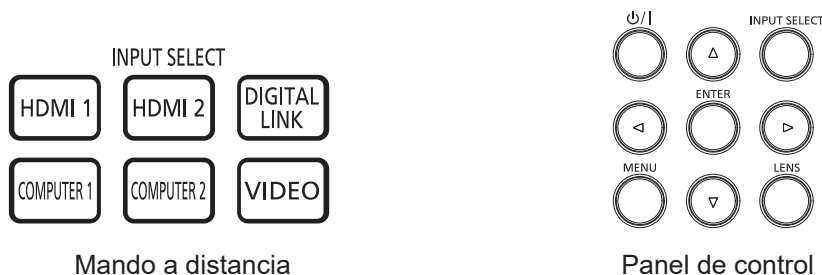 INPUT SELECT
HDMI 1 HDMI 2 DIGITAL LINK
COMPUTER 1 COMPUTER 2 VIDEO
Mando a distancia
⏻/| INPUT SELECT
ENTER
MENU LENS
Panel de control